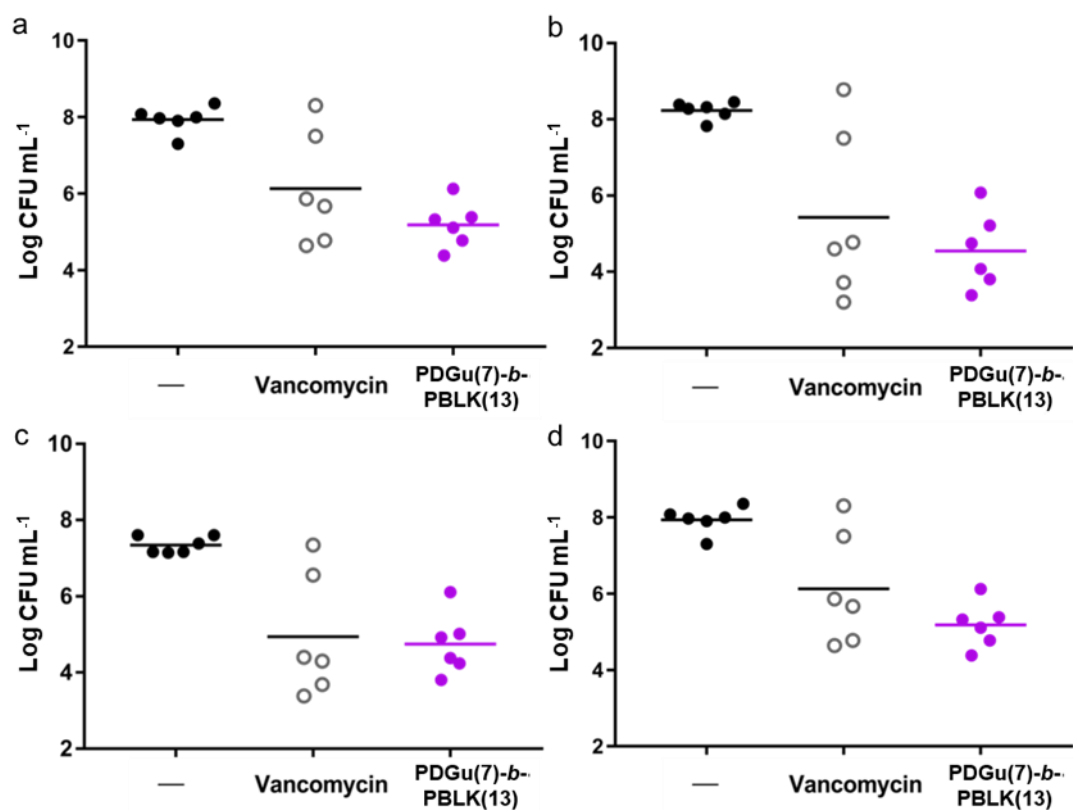 a
10
8
6
4
2
Log CFU mL⁻¹
— Vancomycin PDGu(7)-b-
PBLK(13)
b
10
8
6
4
2
Log CFU mL⁻¹
— Vancomycin PDGu(7)-b-
PBLK(13)
c
10
8
6
4
2
Log CFU mL⁻¹
— Vancomycin PDGu(7)-b-
PBLK(13)
d
10
8
6
4
2
Log CFU mL⁻¹
— Vancomycin PDGu(7)-b-
PBLK(13)